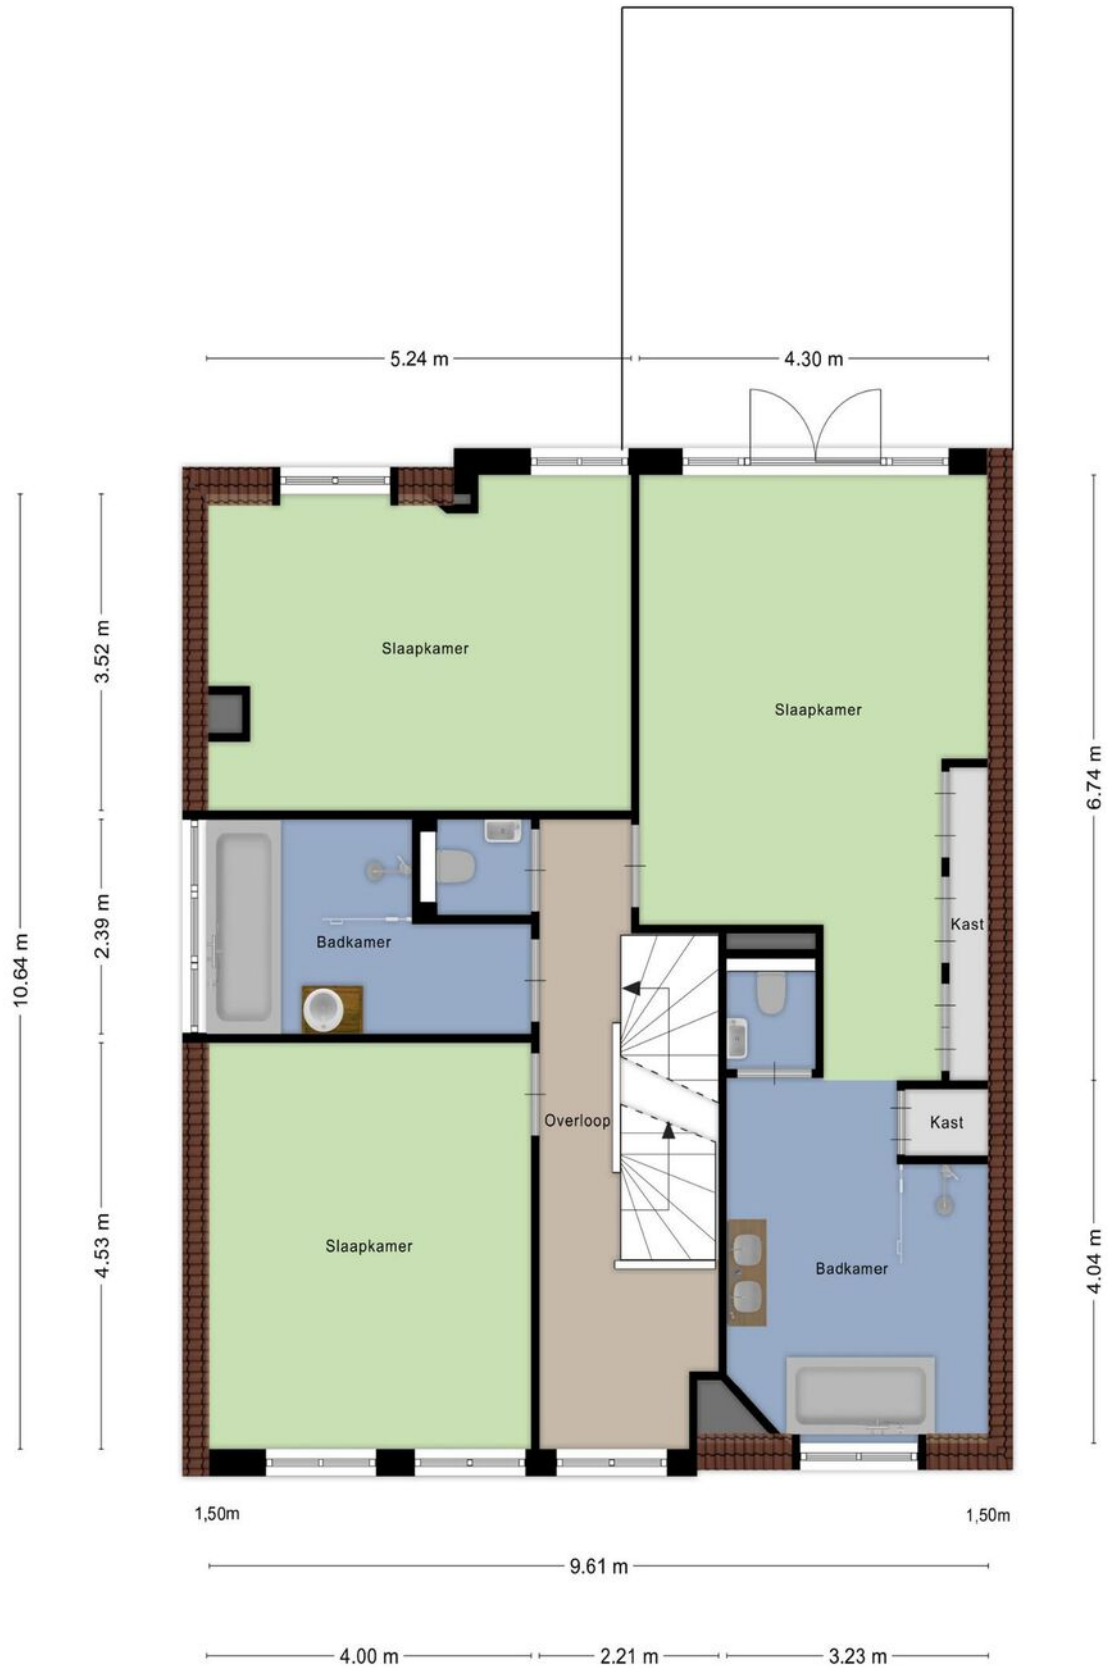 5.24 m
4.30 m
3.52 m
Slaapkamer
Slaapkamer
6.74 m
2.39 m
10.64 m
Badkamer
Kast
Overloop
Kast
4.53 m
Slaapkamer
Badkamer
4.04 m
1,50m
1,50m
9.61 m
4.00 m
2.21 m
3.23 m